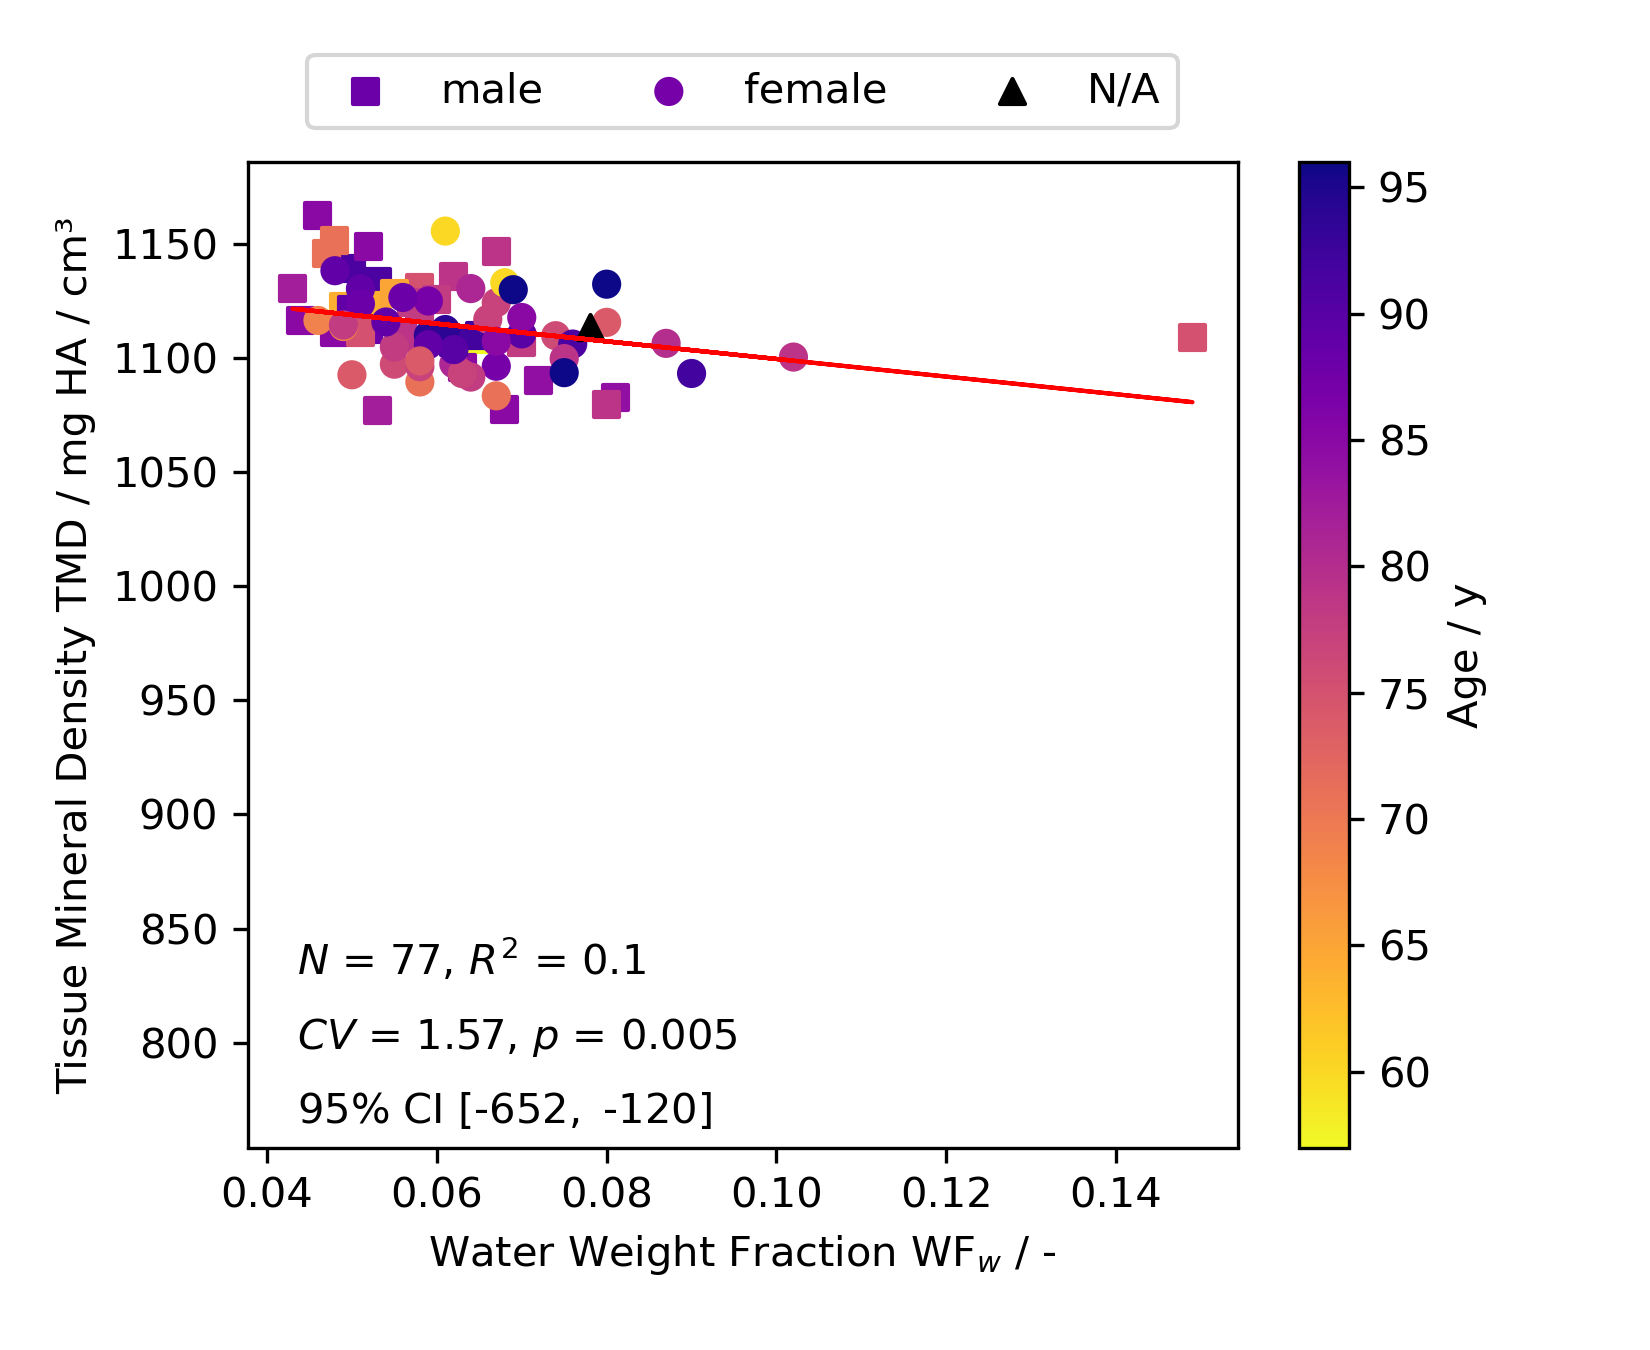 male female N/A
Tissue Mineral Density TMD / mg HA / cm³
1150
1100
1050
1000
950
900
850
800
N = 77, R² = 0.1
CV = 1.57, p = 0.005
95% CI [-652, -120]
0.04 0.06 0.08 0.10 0.12 0.14
Water Weight Fraction WF_w / -
95
90
85
80
75
70
65
60
Age / y